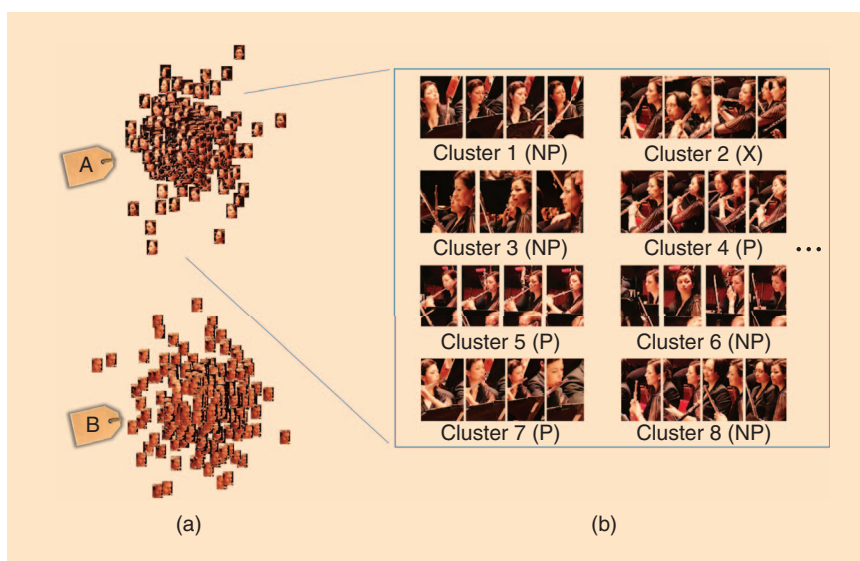 A
B
Cluster 1 (NP)
Cluster 2 (X)
Cluster 3 (NP)
Cluster 4 (P)
...
Cluster 5 (P)
Cluster 6 (NP)
Cluster 7 (P)
Cluster 8 (NP)
(a)
(b)